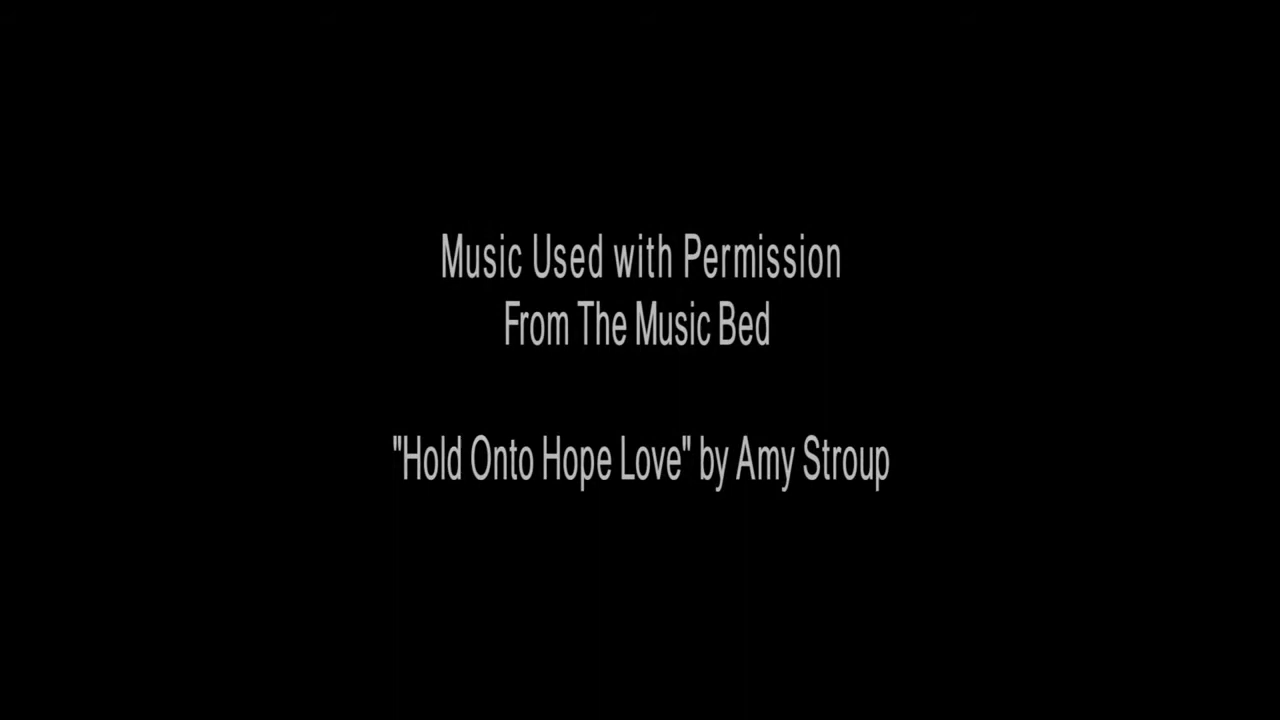 Music Used with Permission
From The Music Bed
"Hold Onto Hope Love" by Amy Stroup